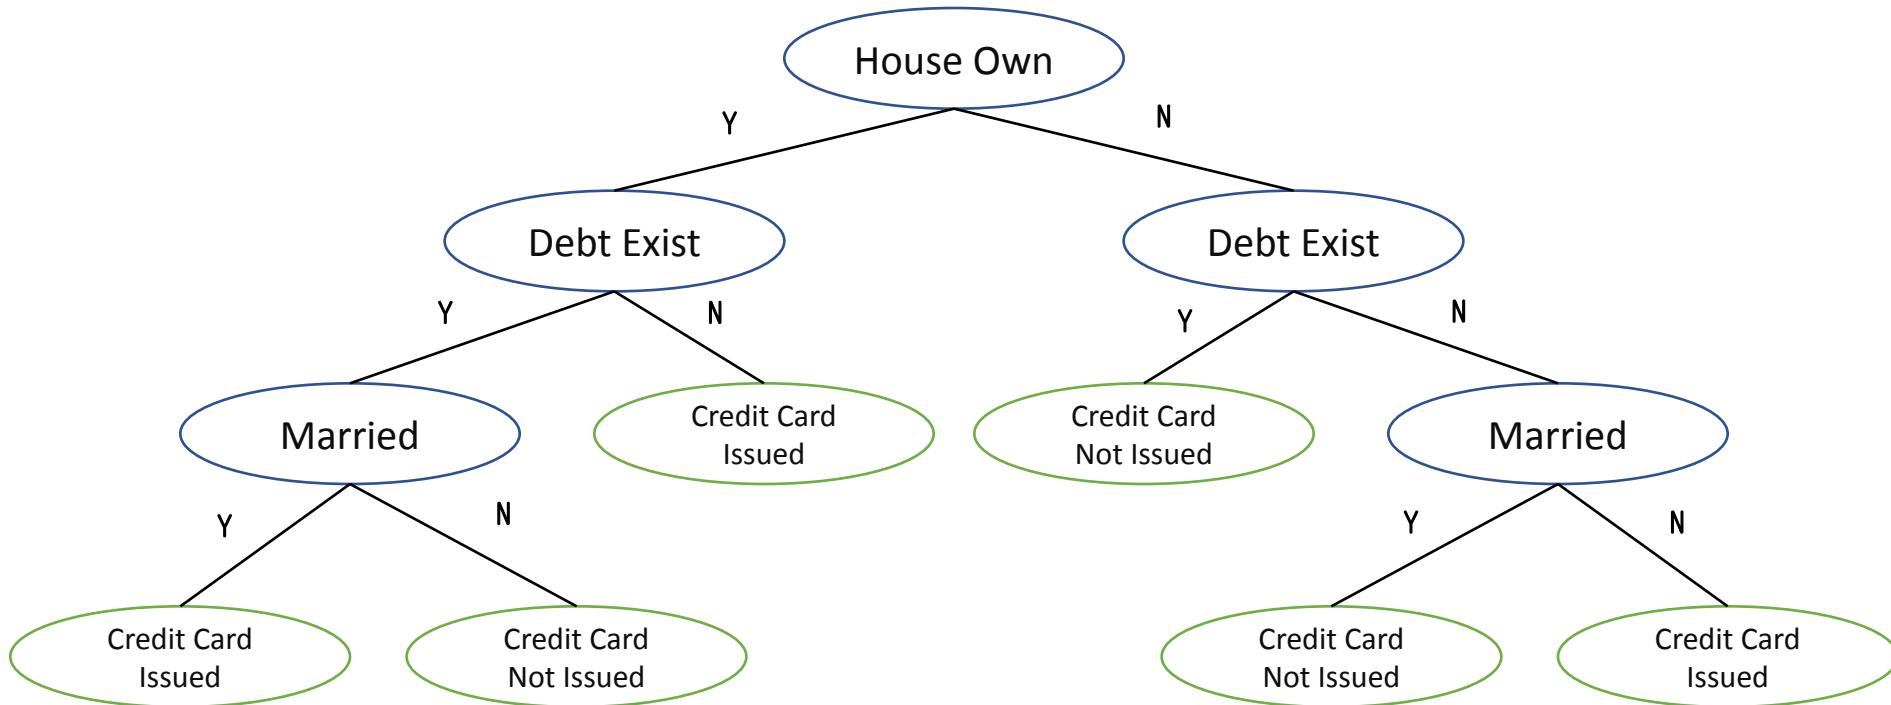 House Own
Y
N
Debt Exist
Debt Exist
Y
N
Y
N
Married
Credit Card
Issued
Credit Card
Not Issued
Married
Y
N
Y
N
Credit Card
Issued
Credit Card
Not Issued
Credit Card
Not Issued
Credit Card
Issued